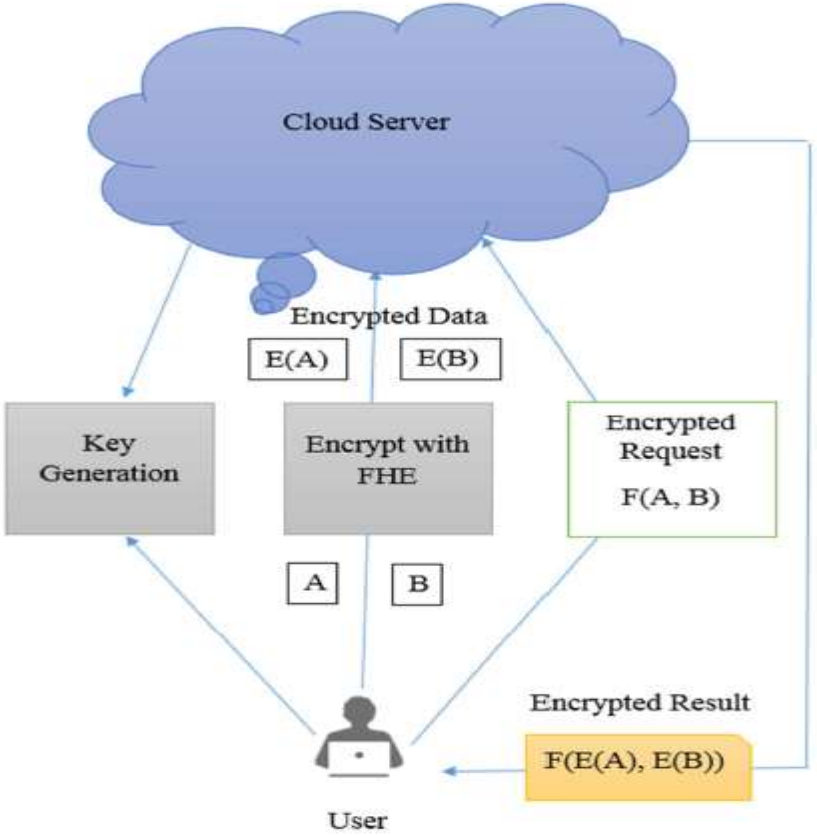 Cloud Server
Encrypted Data
E(A)
E(B)
Key
Generation
Encrypt with
FHE
Encrypted
Request
F(A, B)
A
B
Encrypted Result
F(E(A), E(B))
User